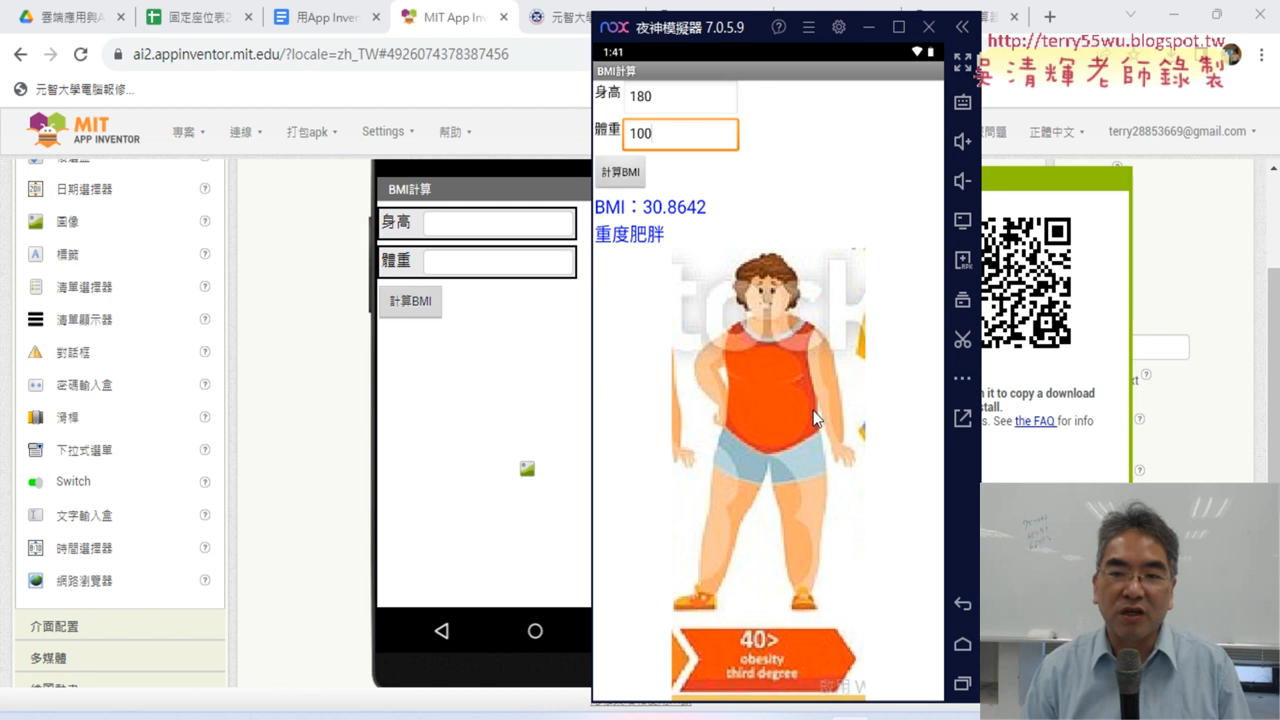 雲端應用與A
固定座位表2
用App Inver
MIT App In
元智大學
夜神模擬器 7.0.5.9
http://terry55wu.blogspot.tw
吳清輝老師錄製
ai2.appinventor.mit.edu/?locale=zh_TW#4926074378387456
元智大學電腦報修...
MIT
APP INVENTOR
專案
連線
打包apk
Settings
幫助
問題
正體中文
terry28853669@gmail.com
日期選擇器
圖像
標籤
清單選擇器
清單顯示器
對話框
密碼輸入盒
滑桿
下拉式選單
Switch
文字輸入盒
時間選擇器
網路瀏覽器
介面配置
多媒體
BMI計算
身高
體重
計算BMI
1:41
BMI計算
身高 180
體重 100
計算BMI
BMI：30.8642
重度肥胖
40>
obesity
third degree
啟用 W
n it to copy a download
stall.
s. See the FAQ for info